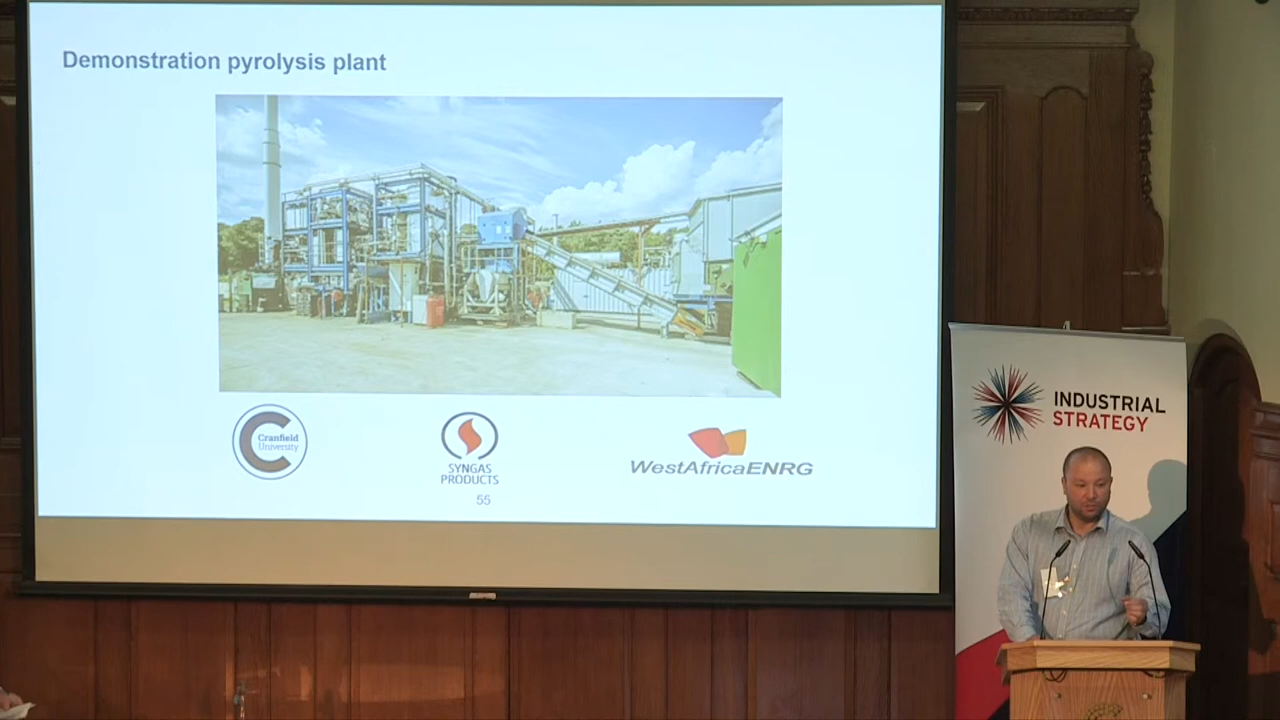 Demonstration pyrolysis plant
Cranfield
University
SYNGAS
PRODUCTS
WestAfricaENRG
55
INDUSTRIAL
STRATEGY